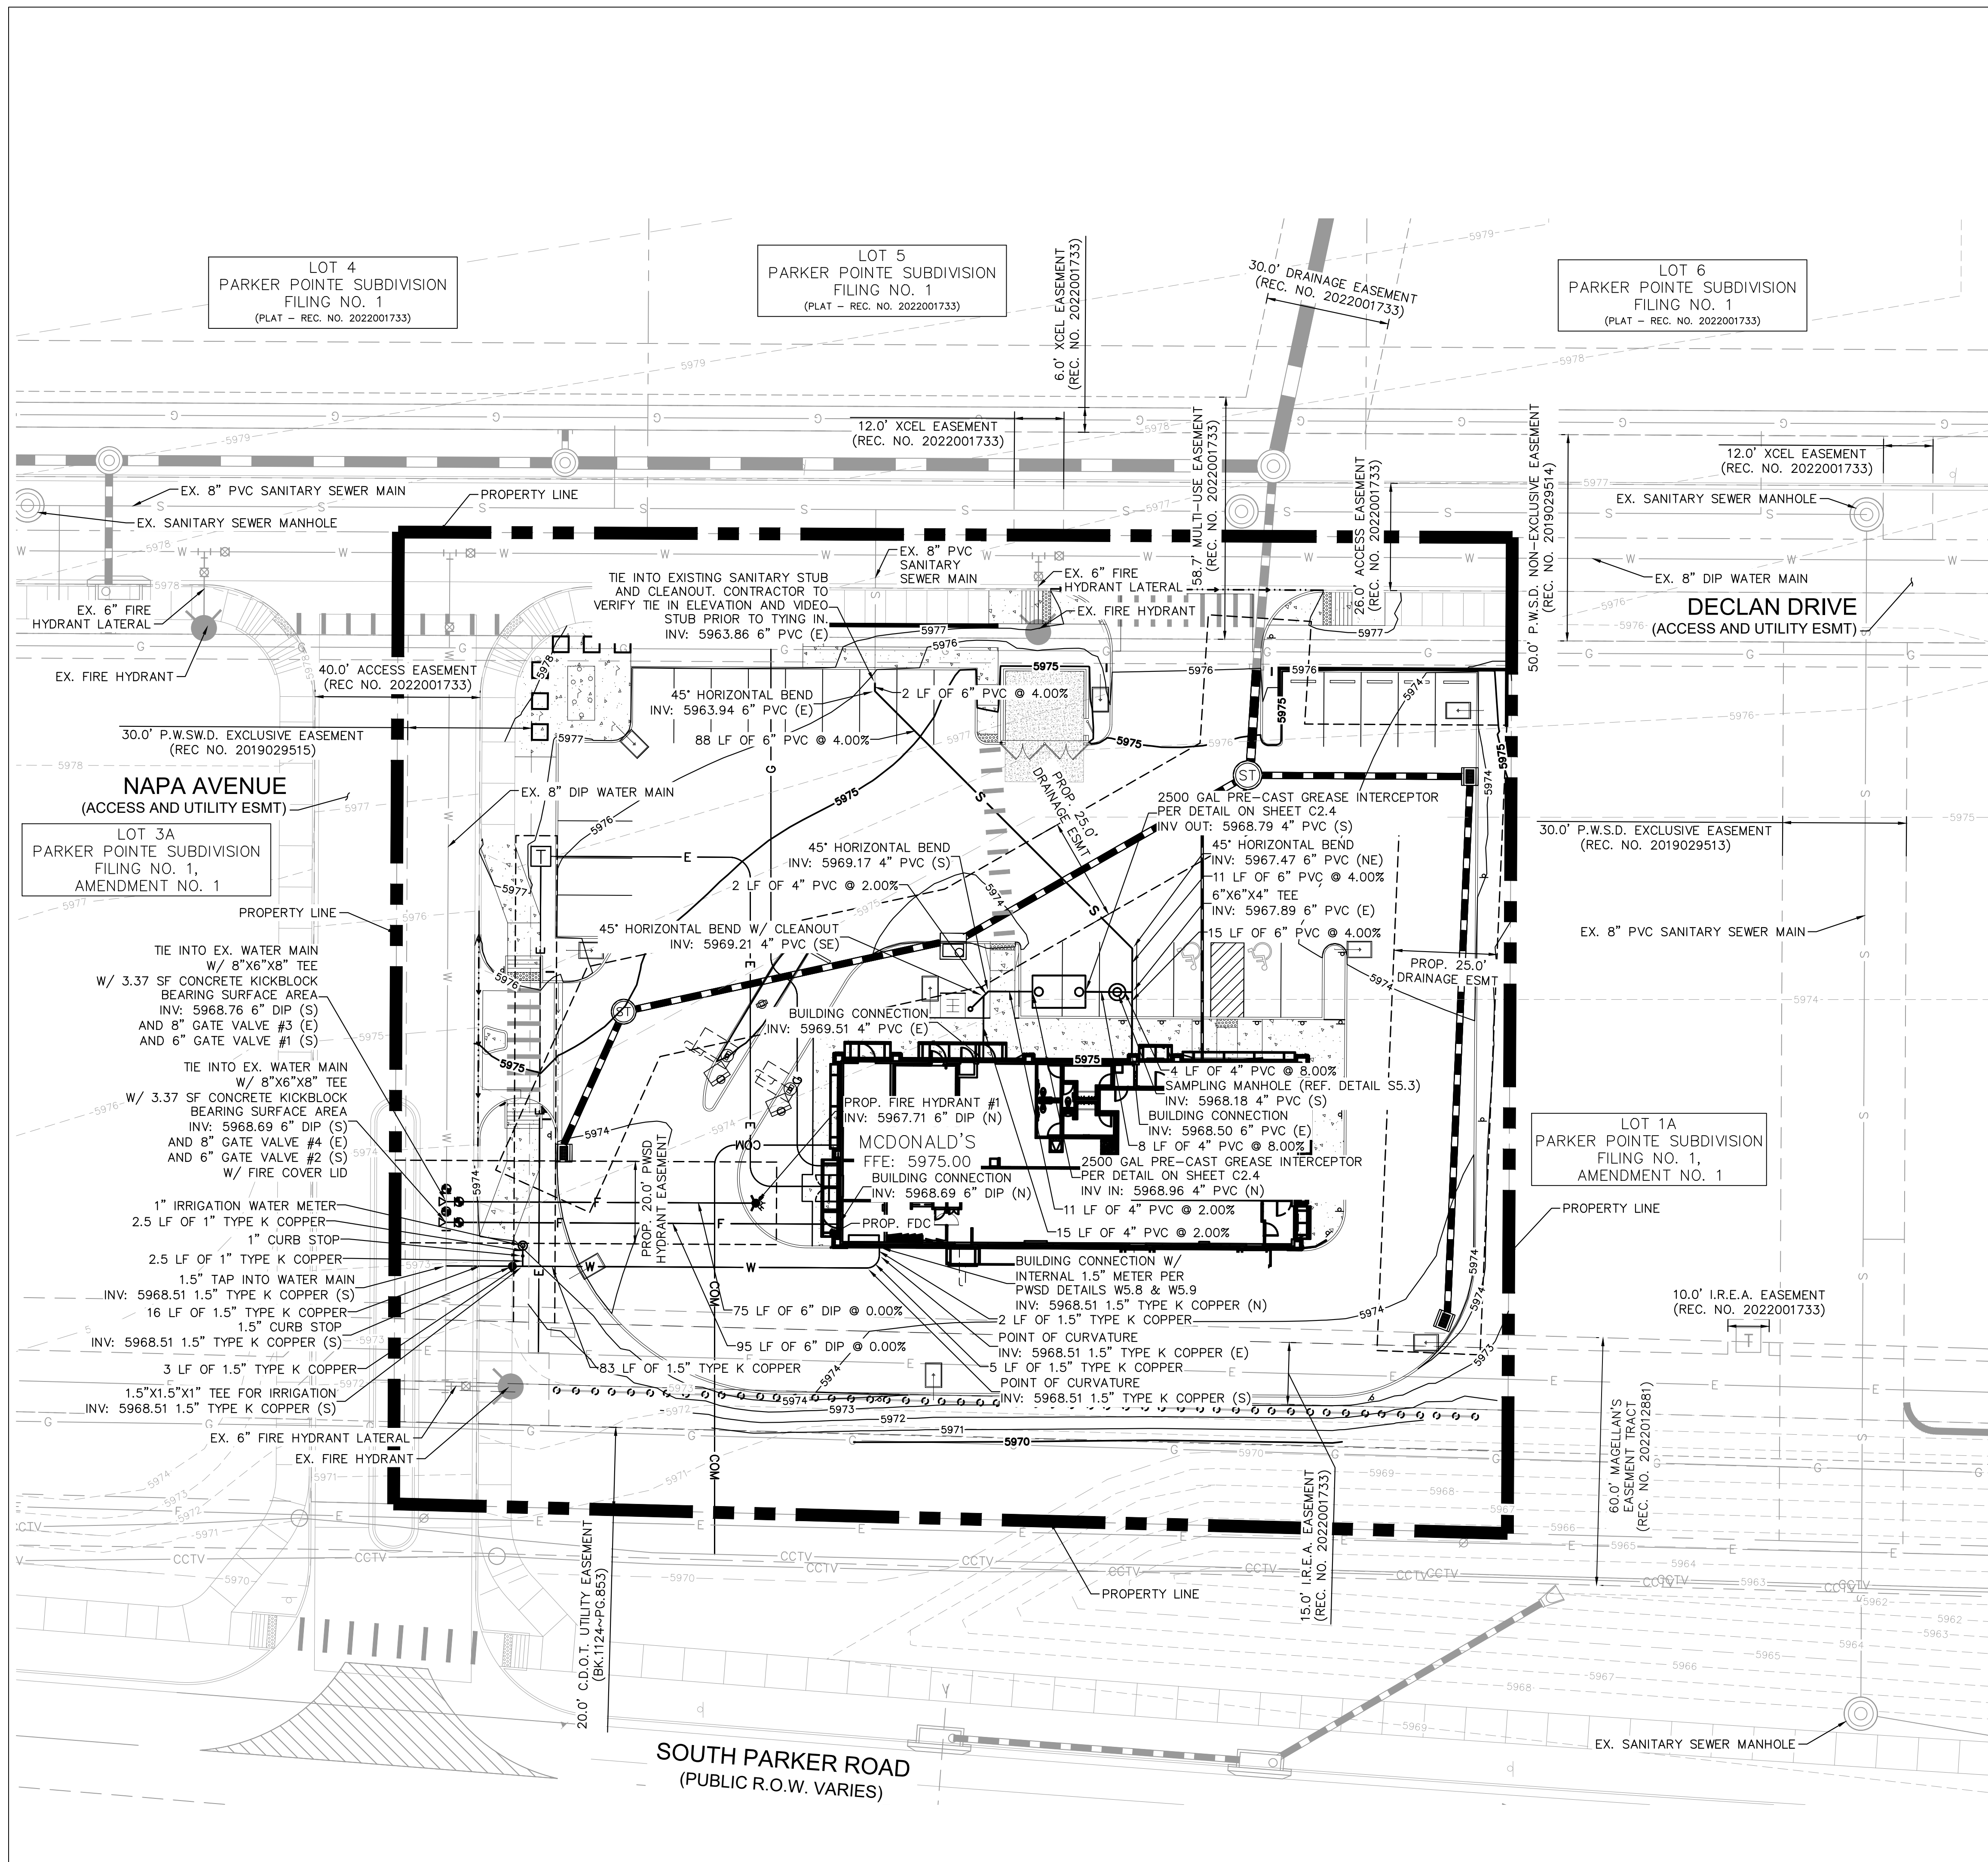 LOT 4
PARKER POINTE SUBDIVISION
FILING NO. 1
(PLAT – REC. NO. 2022001733)
LOT 5
PARKER POINTE SUBDIVISION
FILING NO. 1
(PLAT – REC. NO. 2022001733)
6.0' XCEL EASEMENT
(REC. NO. 2022001733)
30.0' DRAINAGE EASEMENT
(REC. NO. 2022001733)
LOT 6
PARKER POINTE SUBDIVISION
FILING NO. 1
(PLAT – REC. NO. 2022001733)
12.0' XCEL EASEMENT
(REC. NO. 2022001733)
58.7' MULTI-USE EASEMENT
(REC. NO. 2022001733)
26.0' ACCESS EASEMENT
(REC. NO. 2022001733)
50.0' P.W.S.D. NON-EXCLUSIVE EASEMENT
(REC. NO. 2019029514)
12.0' XCEL EASEMENT
(REC. NO. 2022001733)
EX. SANITARY SEWER MANHOLE
EX. 8" PVC SANITARY SEWER MAIN
PROPERTY LINE
EX. SANITARY SEWER MANHOLE
EX. 8" PVC
SANITARY
SEWER MAIN
TIE INTO EXISTING SANITARY STUB
AND CLEANOUT. CONTRACTOR TO
VERIFY TIE IN ELEVATION AND VIDEO
STUB PRIOR TO TYING IN.
INV: 5963.86 6" PVC (E)
EX. 6" FIRE
HYDRANT LATERAL
EX. FIRE HYDRANT
EX. 8" DIP WATER MAIN
DECLAN DRIVE
(ACCESS AND UTILITY ESMT)
EX. 6" FIRE
HYDRANT LATERAL
EX. FIRE HYDRANT
40.0' ACCESS EASEMENT
(REC NO. 2022001733)
45° HORIZONTAL BEND
INV: 5963.94 6" PVC (E)
2 LF OF 6" PVC @ 4.00%
88 LF OF 6" PVC @ 4.00%
30.0' P.W.SW.D. EXCLUSIVE EASEMENT
(REC NO. 2019029515)
NAPA AVENUE
(ACCESS AND UTILITY ESMT)
EX. 8" DIP WATER MAIN
LOT 3A
PARKER POINTE SUBDIVISION
FILING NO. 1,
AMENDMENT NO. 1
PROP. 25.0'
DRAINAGE ESMT
2500 GAL PRE-CAST GREASE INTERCEPTOR
PER DETAIL ON SHEET C2.4
INV OUT: 5968.79 4" PVC (S)
45° HORIZONTAL BEND
INV: 5967.47 6" PVC (NE)
11 LF OF 6" PVC @ 4.00%
6"X6"X4" TEE
INV: 5967.89 6" PVC (E)
15 LF OF 6" PVC @ 4.00%
30.0' P.W.S.D. EXCLUSIVE EASEMENT
(REC. NO. 2019029513)
45° HORIZONTAL BEND
INV: 5969.17 4" PVC (S)
2 LF OF 4" PVC @ 2.00%
45° HORIZONTAL BEND W/ CLEANOUT
INV: 5969.21 4" PVC (SE)
PROPERTY LINE
EX. 8" PVC SANITARY SEWER MAIN
PROP. 25.0'
DRAINAGE ESMT
TIE INTO EX. WATER MAIN
W/ 8"X6"X8" TEE
W/ 3.37 SF CONCRETE KICKBLOCK
BEARING SURFACE AREA
INV: 5968.76 6" DIP (S)
AND 8" GATE VALVE #3 (E)
AND 6" GATE VALVE #1 (S)
BUILDING CONNECTION
INV: 5969.51 4" PVC (E)
TIE INTO EX. WATER MAIN
W/ 8"X6"X8" TEE
W/ 3.37 SF CONCRETE KICKBLOCK
BEARING SURFACE AREA
INV: 5968.69 6" DIP (S)
AND 8" GATE VALVE #4 (E)
AND 6" GATE VALVE #2 (S)
W/ FIRE COVER LID
PROP. FIRE HYDRANT #1
INV: 5967.71 6" DIP (N)
MCDONALD'S
FFE: 5975.00
BUILDING CONNECTION
INV: 5968.69 6" DIP (N)
PROP. FDC
4 LF OF 4" PVC @ 8.00%
SAMPLING MANHOLE (REF. DETAIL S5.3)
INV: 5968.18 4" PVC (S)
BUILDING CONNECTION
INV: 5968.50 6" PVC (E)
8 LF OF 4" PVC @ 8.00%
2500 GAL PRE-CAST GREASE INTERCEPTOR
PER DETAIL ON SHEET C2.4
INV IN: 5968.96 4" PVC (N)
11 LF OF 4" PVC @ 2.00%
15 LF OF 4" PVC @ 2.00%
LOT 1A
PARKER POINTE SUBDIVISION
FILING NO. 1,
AMENDMENT NO. 1
PROPERTY LINE
PROP. 20.0' PWSD
HYDRANT EASEMENT
1" IRRIGATION WATER METER
2.5 LF OF 1" TYPE K COPPER
1" CURB STOP
2.5 LF OF 1" TYPE K COPPER
1.5" TAP INTO WATER MAIN
INV: 5968.51 1.5" TYPE K COPPER (S)
16 LF OF 1.5" TYPE K COPPER
1.5" CURB STOP
INV: 5968.51 1.5" TYPE K COPPER (S)
3 LF OF 1.5" TYPE K COPPER
1.5"X1.5"X1" TEE FOR IRRIGATION
INV: 5968.51 1.5" TYPE K COPPER (S)
EX. 6" FIRE HYDRANT LATERAL
EX. FIRE HYDRANT
BUILDING CONNECTION W/
INTERNAL 1.5" METER PER
PWSD DETAILS W5.8 & W5.9
INV: 5968.51 1.5" TYPE K COPPER (N)
2 LF OF 1.5" TYPE K COPPER
POINT OF CURVATURE
INV: 5968.51 1.5" TYPE K COPPER (E)
5 LF OF 1.5" TYPE K COPPER
POINT OF CURVATURE
INV: 5968.51 1.5" TYPE K COPPER (S)
75 LF OF 6" DIP @ 0.00%
95 LF OF 6" DIP @ 0.00%
83 LF OF 1.5" TYPE K COPPER
10.0' I.R.E.A. EASEMENT
(REC. NO. 2022001733)
60.0' MAGELLAN'S
EASEMENT TRACT
(REC. NO. 2022012881)
15.0' I.R.E.A. EASEMENT
(REC. NO. 2022001733)
20.0' C.D.O.T. UTILITY EASEMENT
(BK.1124~PG.853)
PROPERTY LINE
SOUTH PARKER ROAD
(PUBLIC R.O.W. VARIES)
EX. SANITARY SEWER MANHOLE